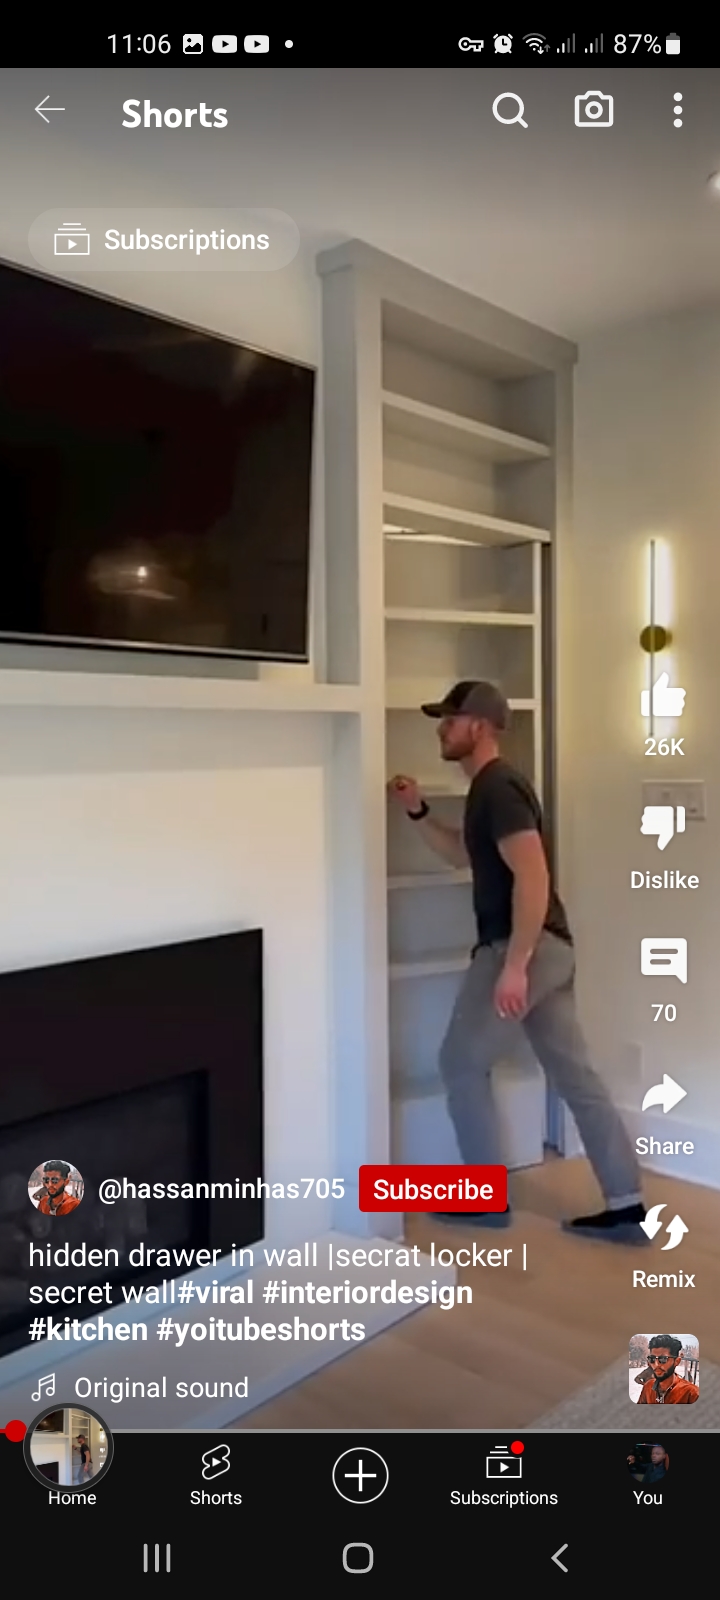 11:06
87%
Shorts
Subscriptions
26K
Dislike
70
Share
@hassanminhas705
Subscribe
hidden drawer in wall |secrat locker |
secret wall#viral #interiordesign
#kitchen #yoitubeshorts
Remix
Original sound
Home
Shorts
Subscriptions
You